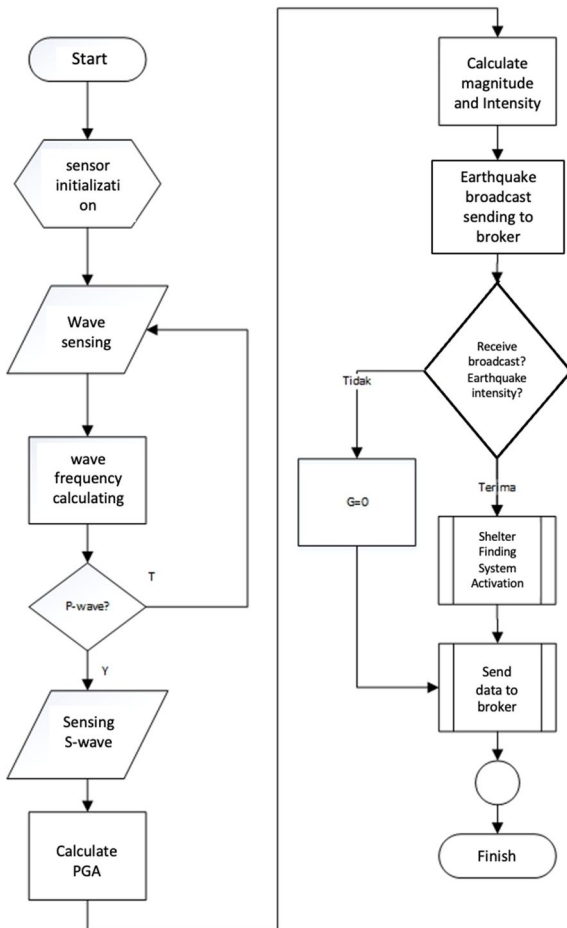 Start
sensor
initializati
on
Wave
sensing
wave
frequency
calculating
T
P-wave?
Y
Sensing
S-wave
Calculate
PGA
Calculate
magnitude
and Intensity
Earthquake
broadcast
sending to
broker
Receive
broadcast?
Earthquake
intensity?
Tidak
G=0
Terima
Shelter
Finding
System
Activation
Send
data to
broker
Finish